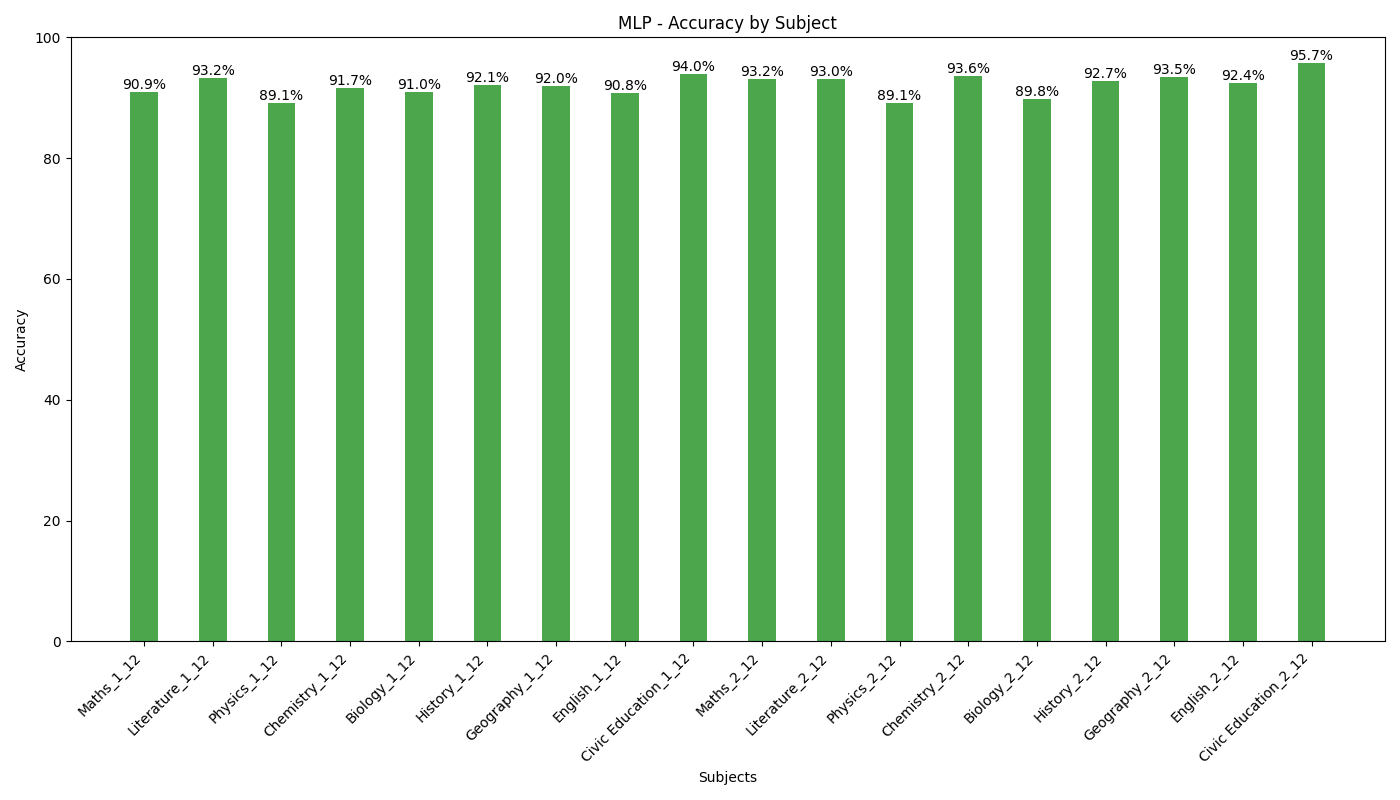 MLP - Accuracy by Subject
100
80
60
40
20
0
Accuracy
90.9%
93.2%
89.1%
91.7%
91.0%
92.1%
92.0%
90.8%
94.0%
93.2%
93.0%
89.1%
93.6%
89.8%
92.7%
93.5%
92.4%
95.7%
Maths_1_12
Literature_1_12
Physics_1_12
Chemistry_1_12
Biology_1_12
History_1_12
Geography_1_12
English_1_12
Civic Education_1_12
Maths_2_12
Literature_2_12
Physics_2_12
Chemistry_2_12
Biology_2_12
History_2_12
Geography_2_12
English_2_12
Civic Education_2_12
Subjects